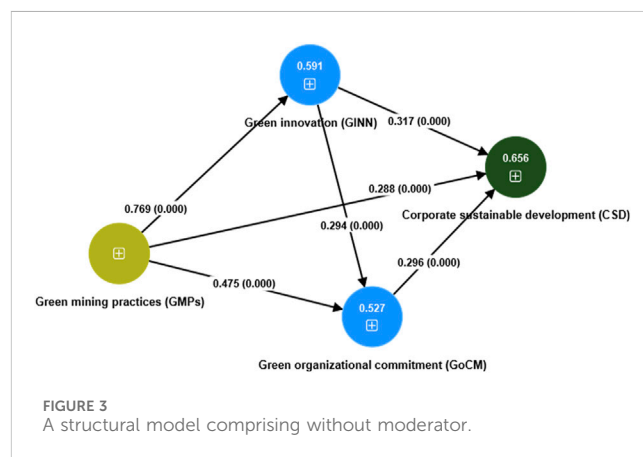 0.591
Green innovation (GINN)
0.317 (0.000)
0.656
0.288 (0.000)
Corporate sustainable development (CSD)
0.769 (0.000)
0.294 (0.000)
0.296 (0.000)
0.475 (0.000)
Green mining practices (GMPs)
0.527
Green organizational commitment (GoCM)
FIGURE 3
A structural model comprising without moderator.